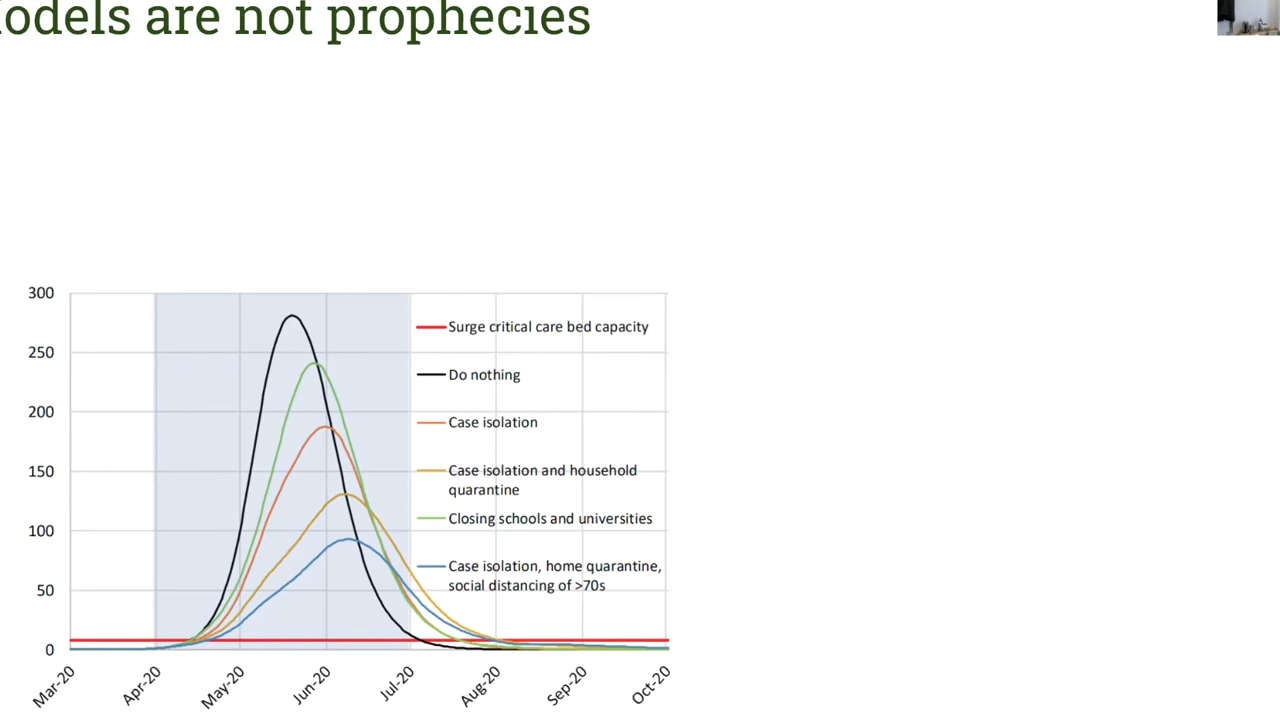 odels are not prophecies
300
250
200
150
100
50
0
Surge critical care bed capacity
Do nothing
Case isolation
Case isolation and household
quarantine
Closing schools and universities
Case isolation, home quarantine,
social distancing of >70s
Mar-20
Apr-20
May-20
Jun-20
Jul-20
Aug-20
Sep-20
Oct-20